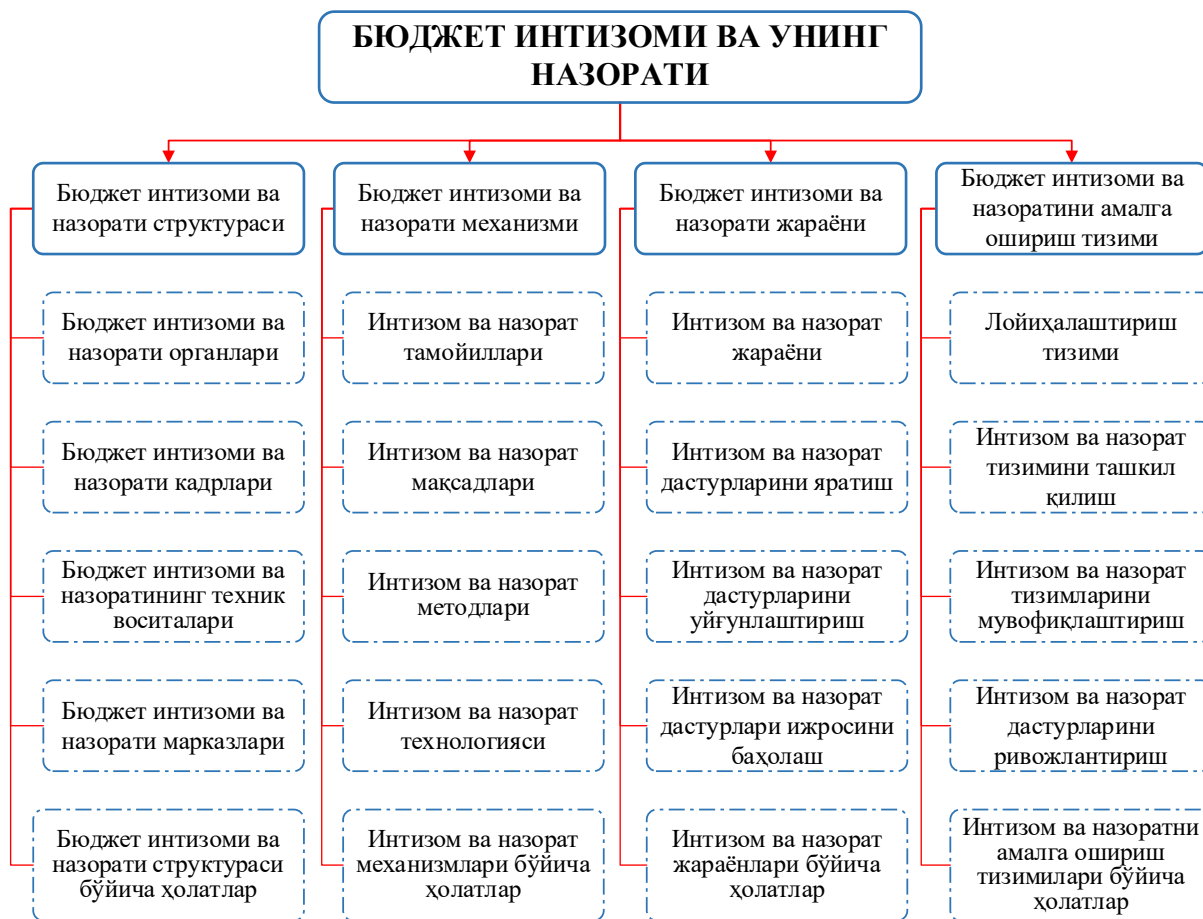 БЮДЖЕТ ИНТИЗОМИ ВА УНИНГ
НАЗОРАТИ
Бюджет интизоми ва
назорати структураси
Бюджет интизоми ва
назорати органлари
Бюджет интизоми ва
назорати кадрлари
Бюджет интизоми ва
назоратининг техник
воситалари
Бюджет интизоми ва
назорати марказлари
Бюджет интизоми ва
назорати структураси
бўйича ҳолатлар
Бюджет интизоми ва
назорати механизми
Интизом ва назорат
тамойиллари
Интизом ва назорат
мақсадлари
Интизом ва назорат
методлари
Интизом ва назорат
технологияси
Интизом ва назорат
механизмлари бўйича
ҳолатлар
Бюджет интизоми ва
назорати жараёни
Интизом ва назорат
жараёни
Интизом ва назорат
дастурларини яратиш
Интизом ва назорат
дастурларини
уйғунлаштириш
Интизом ва назорат
дастурлари ижросини
баҳолаш
Интизом ва назорат
жараёнлари бўйича
ҳолатлар
Бюджет интизоми ва
назоратини амалга
ошириш тизими
Лойиҳалаштириш
тизими
Интизом ва назорат
тизимини ташкил
қилиш
Интизом ва назорат
тизимларини
мувофиқлаштириш
Интизом ва назорат
дастурларини
ривожлантириш
Интизом ва назоратни
амалга ошириш
тизимилари бўйича
ҳолатлар